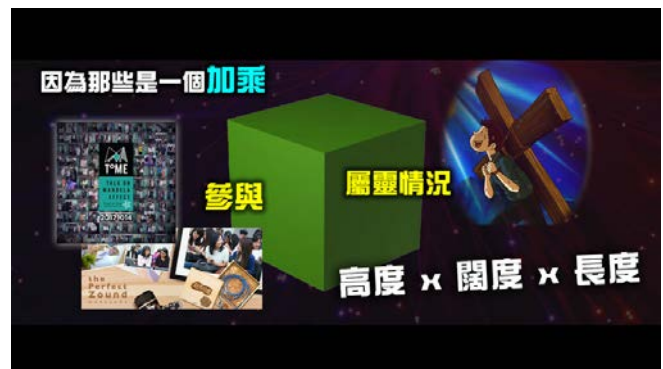 因為那些是一個加乘
T°ME
TALK ON
MANDELA
EFFECT
20171014
參與
屬靈情況
the
Perfect
Zound
高度 x 闊度 x 長度